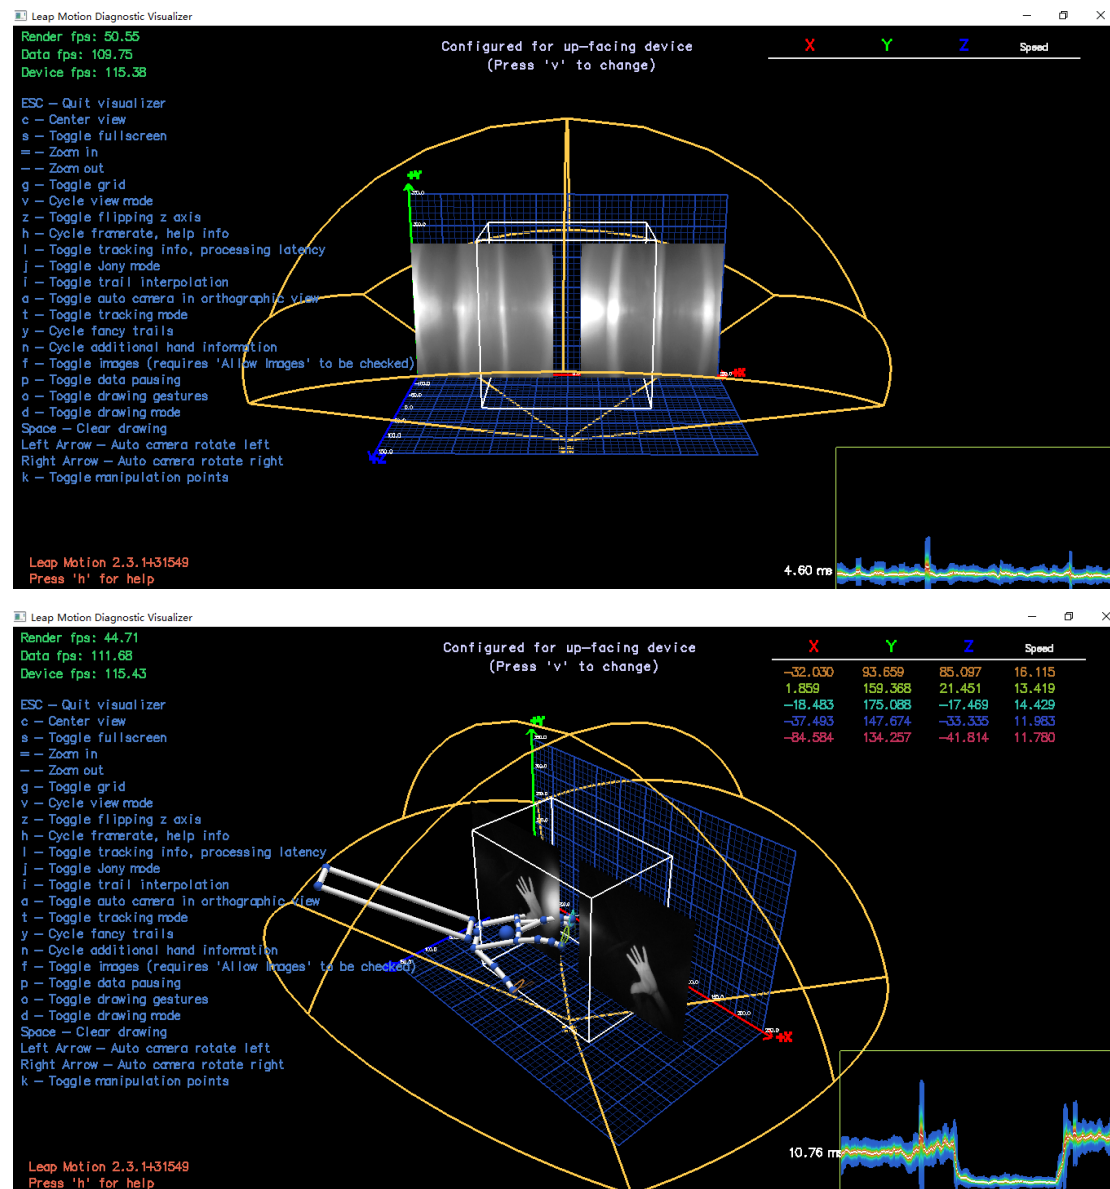 Leap Motion Diagnostic Visualizer
Render fps: 50.55
Data fps: 109.75
Device fps: 115.38
Configured for up-facing device
(Press 'v' to change)
X Y Z Speed
ESC - Quit visualizer
c - Center view
s - Toggle fullscreen
= - Zoom in
- - Zoom out
g - Toggle grid
v - Cycle view mode
z - Toggle flipping z axis
h - Cycle framerate, help info
l - Toggle tracking info, processing latency
j - Toggle Jony mode
i - Toggle trail interpolation
a - Toggle auto camera in orthographic view
t - Toggle tracking mode
y - Cycle fancy trails
n - Cycle additional hand information
f - Toggle images (requires 'Allow Images' to be checked)
p - Toggle data pausing
o - Toggle drawing gestures
d - Toggle drawing mode
Space - Clear drawing
Left Arrow - Auto camera rotate left
Right Arrow - Auto camera rotate right
k - Toggle manipulation points
+Y
+X
+Z
4.60 ms
Leap Motion 2.3.1+31549
Press 'h' for help
Leap Motion Diagnostic Visualizer
Render fps: 44.71
Data fps: 111.68
Device fps: 115.43
Configured for up-facing device
(Press 'v' to change)
X Y Z Speed
-32.030 93.659 85.097 16.115
1.859 159.368 21.451 13.419
-18.483 175.088 -17.469 14.429
-37.493 147.674 -33.335 11.983
-84.584 134.257 -41.814 11.780
ESC - Quit visualizer
c - Center view
s - Toggle fullscreen
= - Zoom in
- - Zoom out
g - Toggle grid
v - Cycle view mode
z - Toggle flipping z axis
h - Cycle framerate, help info
l - Toggle tracking info, processing latency
j - Toggle Jony mode
i - Toggle trail interpolation
a - Toggle auto camera in orthographic view
t - Toggle tracking mode
y - Cycle fancy trails
n - Cycle additional hand information
f - Toggle images (requires 'Allow Images' to be checked)
p - Toggle data pausing
o - Toggle drawing gestures
d - Toggle drawing mode
Space - Clear drawing
Left Arrow - Auto camera rotate left
Right Arrow - Auto camera rotate right
k - Toggle manipulation points
+Y
+X
10.76 ms
Leap Motion 2.3.1+31549
Press 'h' for help